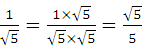 1/√5 = 1×√5/√5×√5 = √5/5